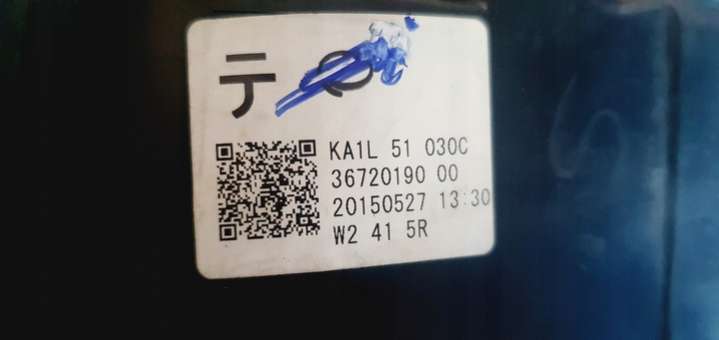 テ
KA1L 51 030C
36720190 00
20150527 13:30
W2 41 5R